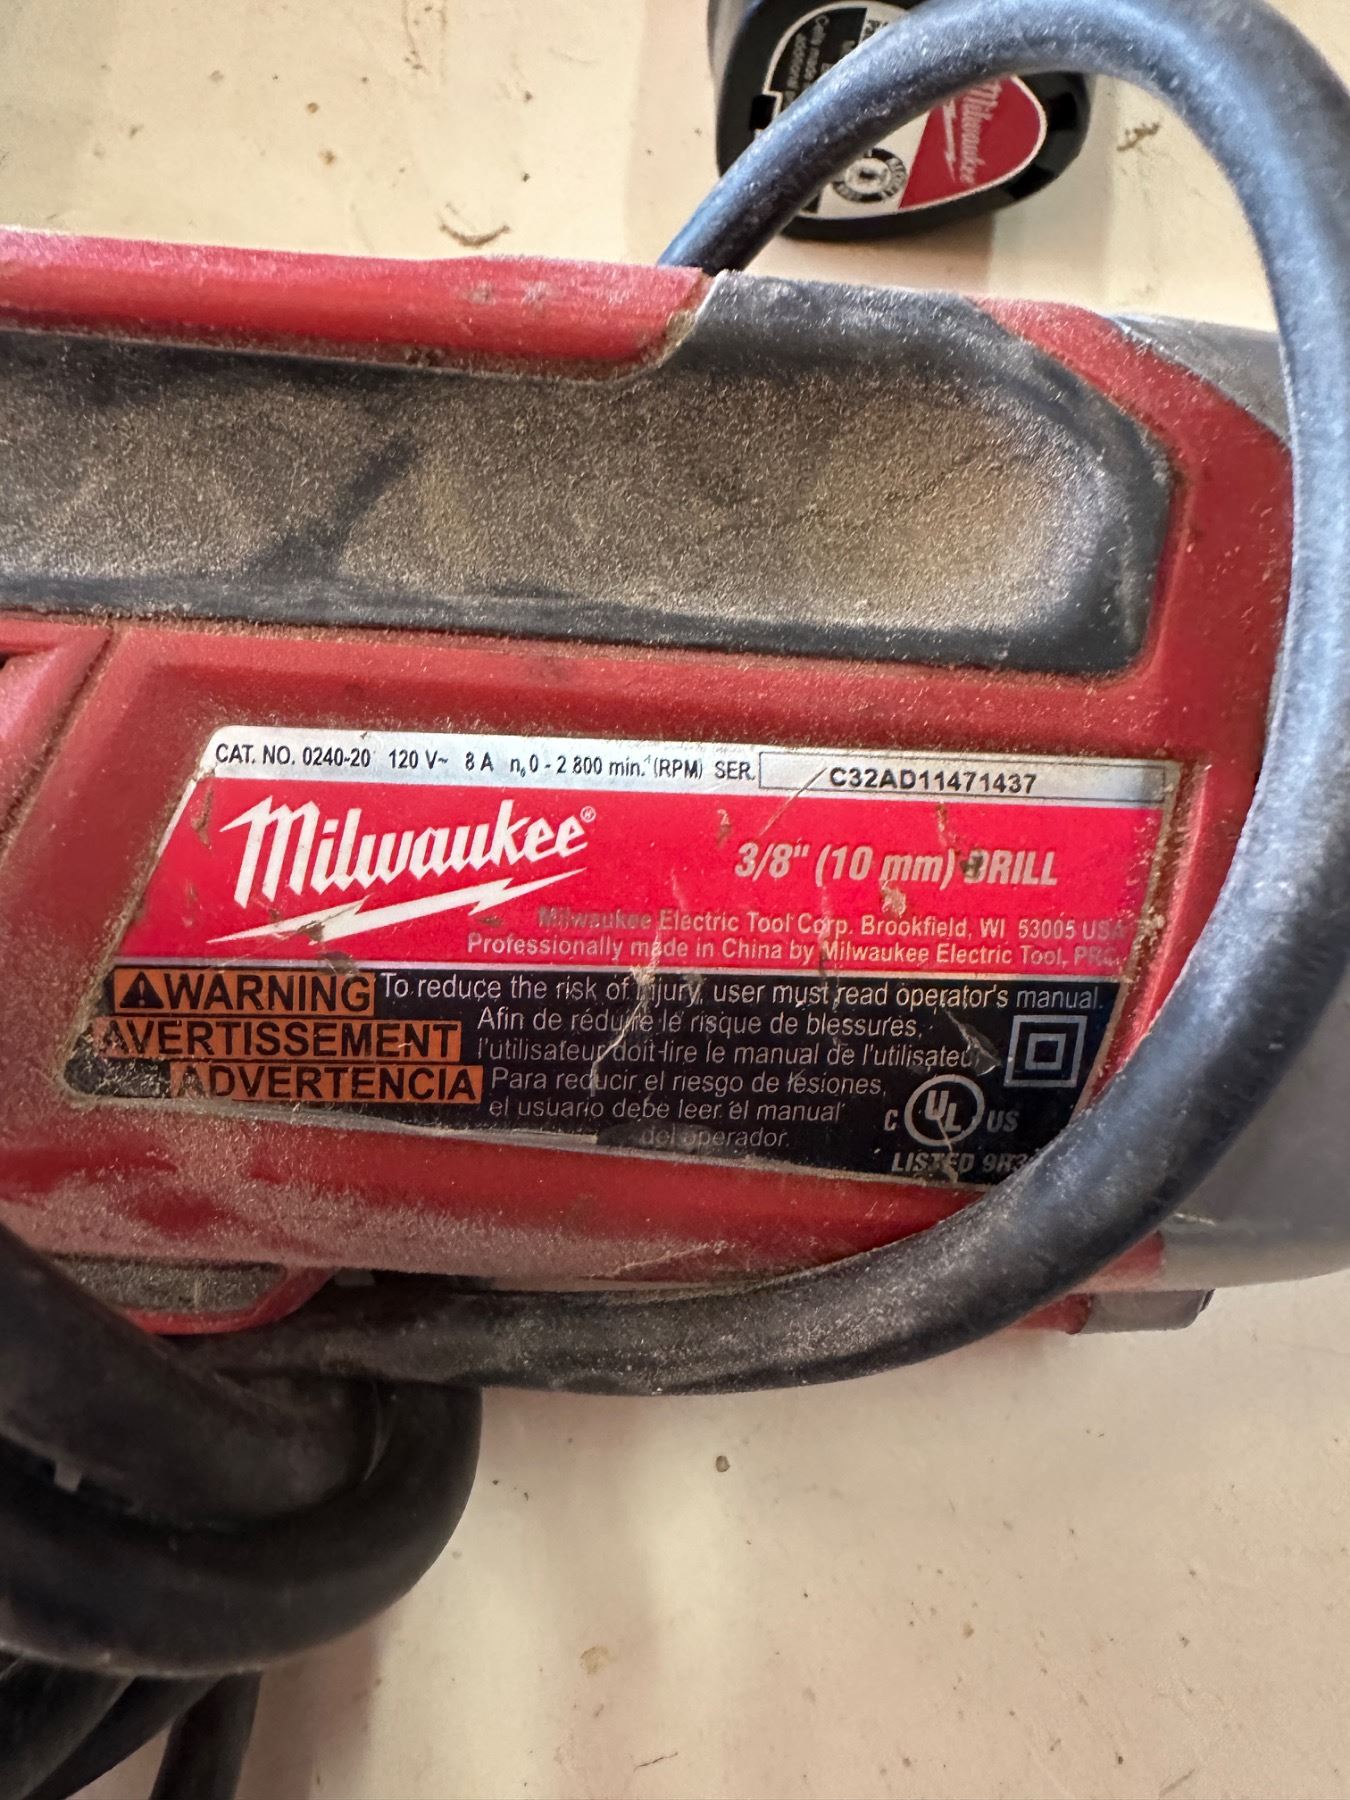 Milwaukee
CAT. NO. 0240-20 120 V~ 8 A n₀ 0 - 2 800 min.⁻¹ (RPM) SER. C32AD11471437
Milwaukee®
3/8" (10 mm) DRILL
Milwaukee Electric Tool Corp. Brookfield, WI 53005 USA
Professionally made in China by Milwaukee Electric Tool, PRC.
WARNING To reduce the risk of injury, user must read operator's manual.
AVERTISSEMENT Afin de réduire le risque de blessures,
l'utilisateur doit lire le manuel de l'utilisateur.
ADVERTENCIA Para reducir el riesgo de lesiones,
el usuario debe leer el manual
del operador.
C UL US
LISTED